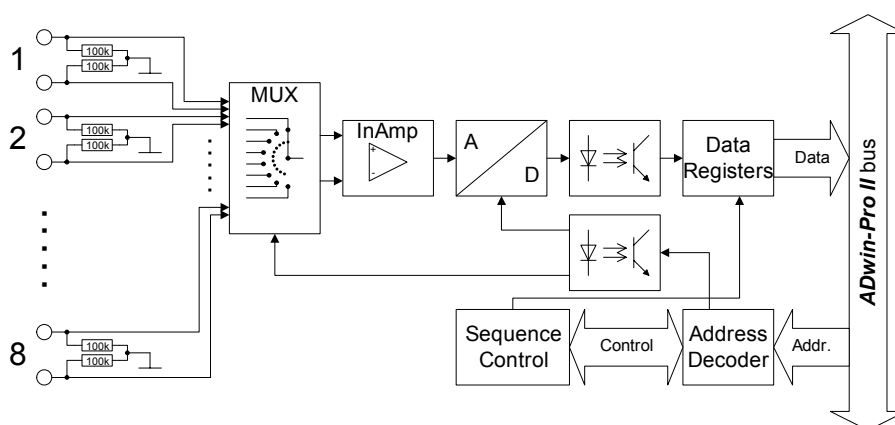 1
100k
100k
2
100k
100k
8
100k
100k
MUX
InAmp
+
-
A
D
Data
Registers
Data
Sequence
Control
Control
Address
Decoder
Addr.
ADwin-Pro II bus